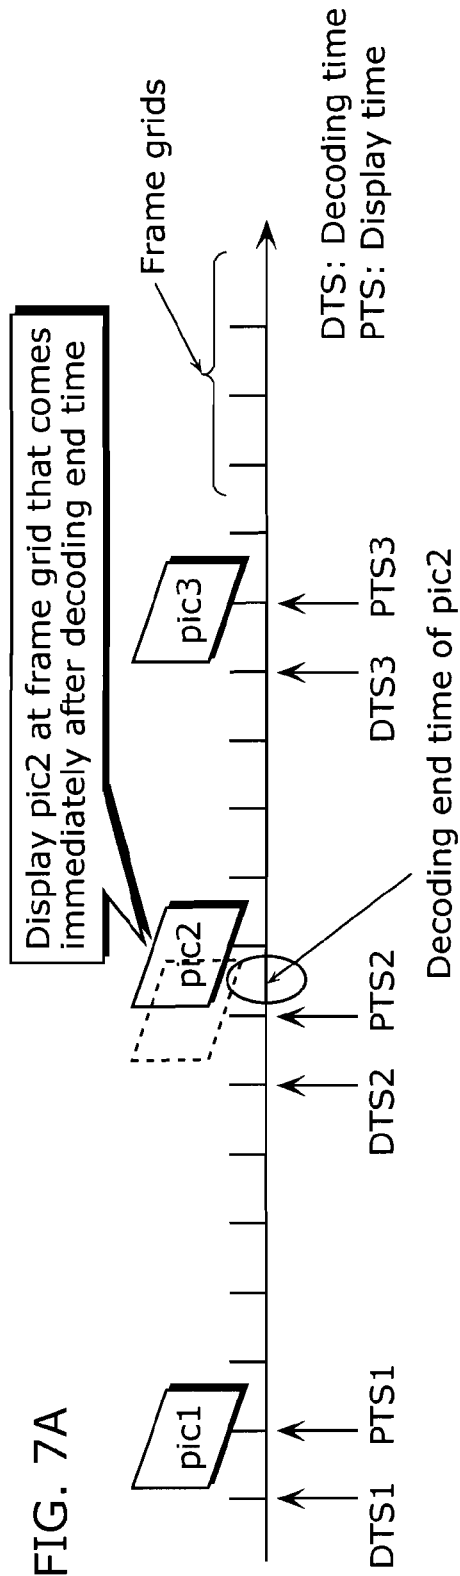 FIG. 7A
Display pic2 at frame grid that comes
immediately after decoding end time
Frame grids
pic1
pic2
pic3
DTS1
PTS1
DTS2
PTS2
DTS3
PTS3
Decoding end time of pic2
DTS: Decoding time
PTS: Display time